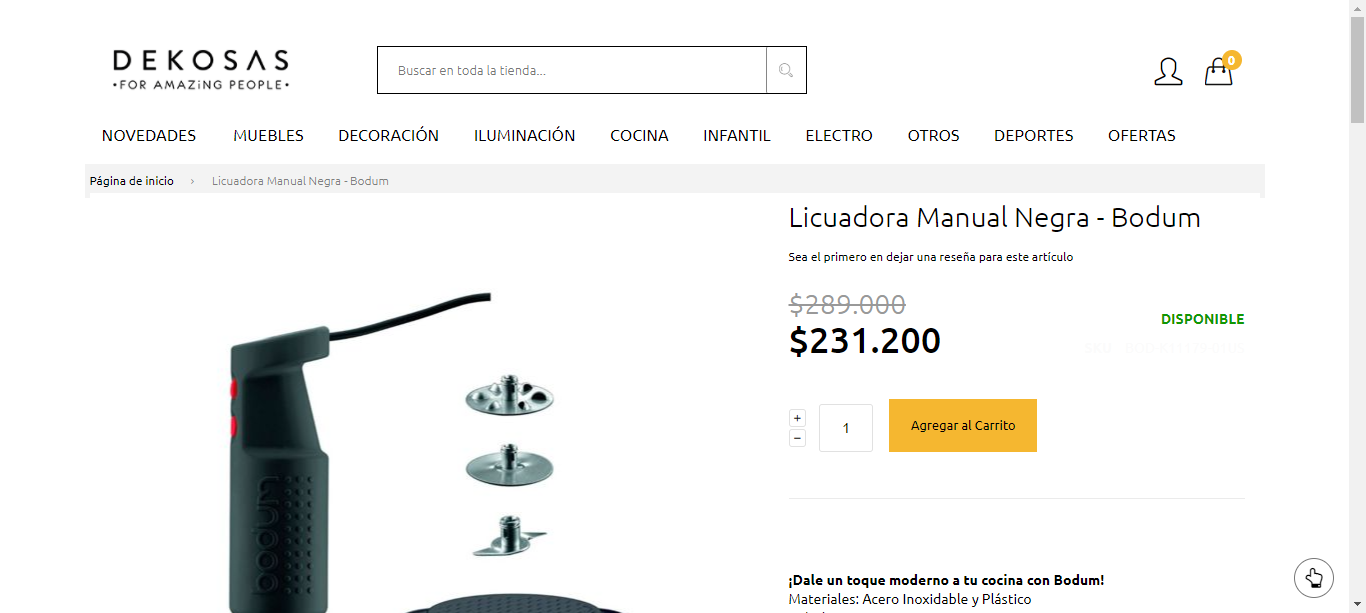 DEKOSAS
•FOR AMAZiNG PEOPLE•
Buscar en toda la tienda...
0
NOVEDADES MUEBLES DECORACIÓN ILUMINACIÓN COCINA INFANTIL ELECTRO OTROS DEPORTES OFERTAS
Página de inicio › Licuadora Manual Negra - Bodum
Licuadora Manual Negra - Bodum
Sea el primero en dejar una reseña para este artículo
$289.000
$231.200
DISPONIBLE
+
−
1
Agregar al Carrito
bodum
¡Dale un toque moderno a tu cocina con Bodum!
Materiales: Acero Inoxidable y Plástico